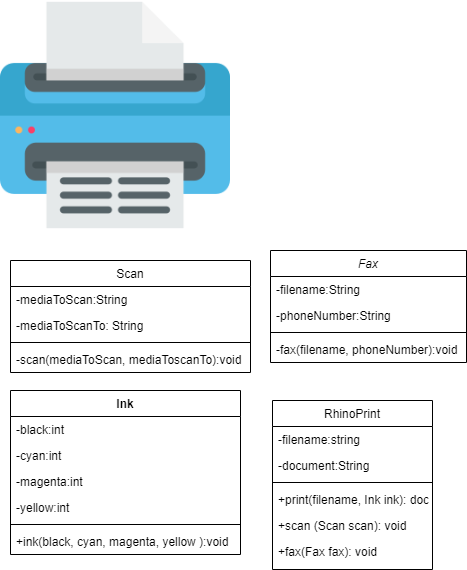 Scan
-mediaToScan:String
-mediaToScanTo: String
-scan(mediaToScan, mediaToscanTo):void
Fax
-filename:String
-phoneNumber:String
-fax(filename, phoneNumber):void
Ink
-black:int
-cyan:int
-magenta:int
-yellow:int
+ink(black, cyan, magenta, yellow ):void
RhinoPrint
-filename:string
-document:String
+print(filename, Ink ink): doc
+scan (Scan scan): void
+fax(Fax fax): void